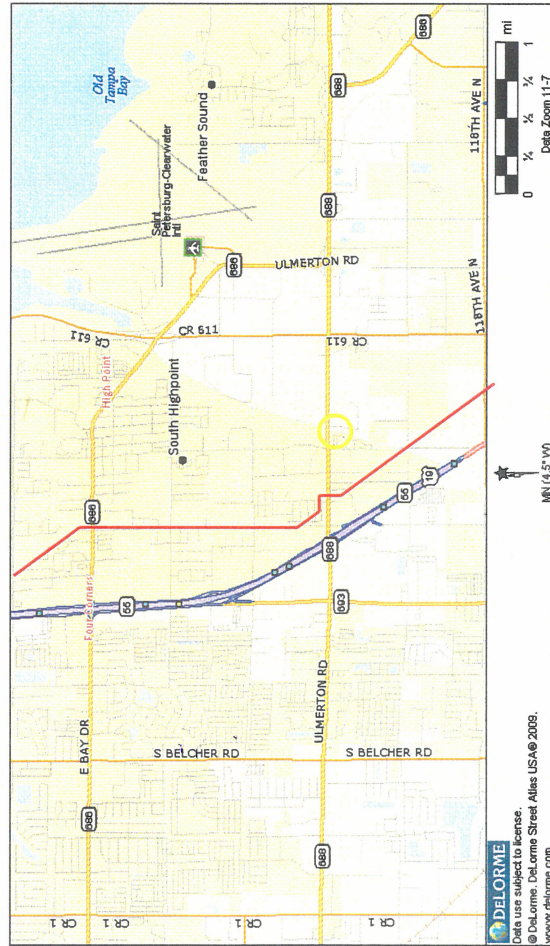 Old
Tampa
Bay
Saint
Petersburg-Clearwater
Intl
Feather Sound
688
686
ULMERTON RD
688
688
686
118TH AVE N
118TH AVE N
CR 611
CR 611
CR 611
High Point
South Highpoint
686
Four Corners
55
55
19
688
603
E BAY DR
S BELCHER RD
ULMERTON RD
S BELCHER RD
686
688
CR 1
CR 1
CR 1
CR 1
DELORME
Data use subject to license.
© DeLorme. DeLorme Street Atlas USA® 2009.
www.delorme.com
MN (4.5° W)
mi
0 ¼ ½ ¾ 1
Data Zoom 11-7